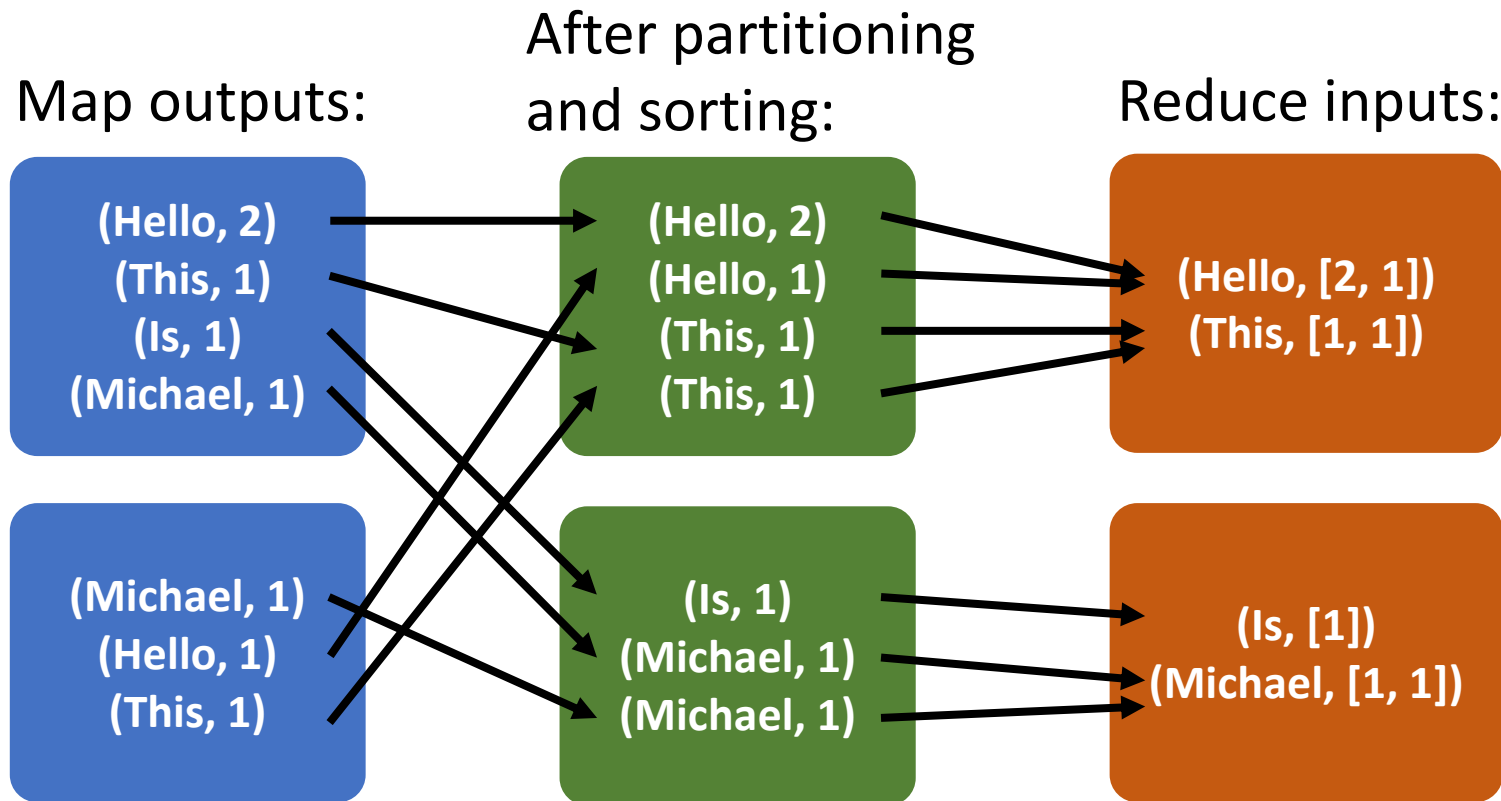 Map outputs:
After partitioning
and sorting:
Reduce inputs:
(Hello, 2)
(This, 1)
(Is, 1)
(Michael, 1)
(Michael, 1)
(Hello, 1)
(This, 1)
(Hello, 2)
(Hello, 1)
(This, 1)
(This, 1)
(Is, 1)
(Michael, 1)
(Michael, 1)
(Hello, [2, 1])
(This, [1, 1])
(Is, [1])
(Michael, [1, 1])